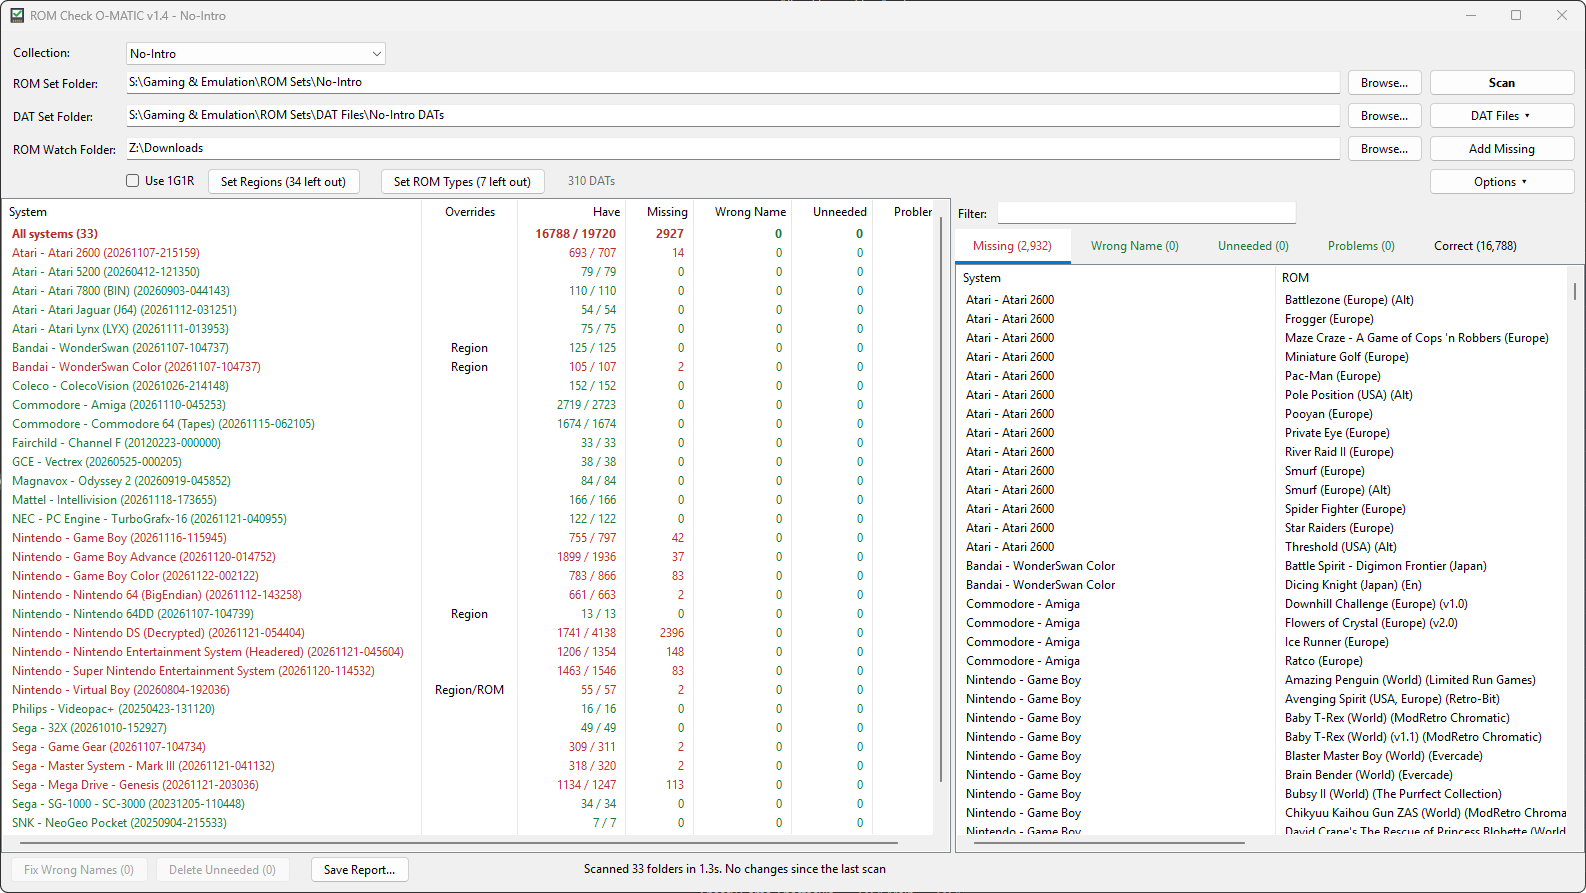 ROM Check O-MATIC v1.4 - No-Intro
Collection: No-Intro
ROM Set Folder: S:\Gaming & Emulation\ROM Sets\No-Intro Browse... Scan
DAT Set Folder: S:\Gaming & Emulation\ROM Sets\DAT Files\No-Intro DATs Browse... DAT Files
ROM Watch Folder: Z:\Downloads Browse... Add Missing
Use 1G1R Set Regions (34 left out) Set ROM Types (7 left out) 310 DATs Options
System Overrides Have Missing Wrong Name Unneeded Probler
All systems (33) 16788 / 19720 2927 0 0
Atari - Atari 2600 (20261107-215159) 693 / 707 14 0 0
Atari - Atari 5200 (20260412-121350) 79 / 79 0 0 0
Atari - Atari 7800 (BIN) (20260903-044143) 110 / 110 0 0 0
Atari - Atari Jaguar (J64) (20261112-031251) 54 / 54 0 0 0
Atari - Atari Lynx (LYX) (20261111-013953) 75 / 75 0 0 0
Bandai - WonderSwan (20261107-104737) Region 125 / 125 0 0 0
Bandai - WonderSwan Color (20261107-104737) Region 105 / 107 2 0 0
Coleco - ColecoVision (20261026-214148) 152 / 152 0 0 0
Commodore - Amiga (20261110-045253) 2719 / 2723 0 0 0
Commodore - Commodore 64 (Tapes) (20261115-062105) 1674 / 1674 0 0 0
Fairchild - Channel F (20120223-000000) 33 / 33 0 0 0
GCE - Vectrex (20260525-000205) 38 / 38 0 0 0
Magnavox - Odyssey 2 (20260919-045852) 84 / 84 0 0 0
Mattel - Intellivision (20261118-173655) 166 / 166 0 0 0
NEC - PC Engine - TurboGrafx-16 (20261121-040955) 122 / 122 0 0 0
Nintendo - Game Boy (20261116-115945) 755 / 797 42 0 0
Nintendo - Game Boy Advance (20261120-014752) 1899 / 1936 37 0 0
Nintendo - Game Boy Color (20261122-002122) 783 / 866 83 0 0
Nintendo - Nintendo 64 (BigEndian) (20261112-143258) 661 / 663 2 0 0
Nintendo - Nintendo 64DD (20261107-104739) Region 13 / 13 0 0 0
Nintendo - Nintendo DS (Decrypted) (20261121-054404) 1741 / 4138 2396 0 0
Nintendo - Nintendo Entertainment System (Headered) (20261121-045604) 1206 / 1354 148 0 0
Nintendo - Super Nintendo Entertainment System (20261120-114532) 1463 / 1546 83 0 0
Nintendo - Virtual Boy (20260804-192036) Region/ROM 55 / 57 2 0 0
Philips - Videopac+ (20250423-131120) 16 / 16 0 0 0
Sega - 32X (20261010-152927) 49 / 49 0 0 0
Sega - Game Gear (20261107-104734) 309 / 311 2 0 0
Sega - Master System - Mark III (20261121-041132) 318 / 320 2 0 0
Sega - Mega Drive - Genesis (20261121-203036) 1134 / 1247 113 0 0
Sega - SG-1000 - SC-3000 (20231205-110448) 34 / 34 0 0 0
SNK - NeoGeo Pocket (20250904-215533) 7 / 7 0 0 0
Filter:
Missing (2,932) Wrong Name (0) Unneeded (0) Problems (0) Correct (16,788)
System ROM
Atari - Atari 2600 Battlezone (Europe) (Alt)
Atari - Atari 2600 Frogger (Europe)
Atari - Atari 2600 Maze Craze - A Game of Cops 'n Robbers (Europe)
Atari - Atari 2600 Miniature Golf (Europe)
Atari - Atari 2600 Pac-Man (Europe)
Atari - Atari 2600 Pole Position (USA) (Alt)
Atari - Atari 2600 Pooyan (Europe)
Atari - Atari 2600 Private Eye (Europe)
Atari - Atari 2600 River Raid II (Europe)
Atari - Atari 2600 Smurf (Europe)
Atari - Atari 2600 Smurf (Europe) (Alt)
Atari - Atari 2600 Spider Fighter (Europe)
Atari - Atari 2600 Star Raiders (Europe)
Atari - Atari 2600 Threshold (USA) (Alt)
Bandai - WonderSwan Color Battle Spirit - Digimon Frontier (Japan)
Bandai - WonderSwan Color Dicing Knight (Japan) (En)
Commodore - Amiga Downhill Challenge (Europe) (v1.0)
Commodore - Amiga Flowers of Crystal (Europe) (v2.0)
Commodore - Amiga Ice Runner (Europe)
Commodore - Amiga Ratco (Europe)
Nintendo - Game Boy Amazing Penguin (World) (Limited Run Games)
Nintendo - Game Boy Avenging Spirit (USA, Europe) (Retro-Bit)
Nintendo - Game Boy Baby T-Rex (World) (ModRetro Chromatic)
Nintendo - Game Boy Baby T-Rex (World) (v1.1) (ModRetro Chromatic)
Nintendo - Game Boy Blaster Master Boy (World) (Evercade)
Nintendo - Game Boy Brain Bender (World) (Evercade)
Nintendo - Game Boy Bubsy II (World) (The Purrfect Collection)
Nintendo - Game Boy Chikyuu Kaihou Gun ZAS (World) (ModRetro Chroma
Nintendo - Game Boy David Crane's The Rescue of Princess Blobette (World
Fix Wrong Names (0) Delete Unneeded (0) Save Report... Scanned 33 folders in 1.3s. No changes since the last scan